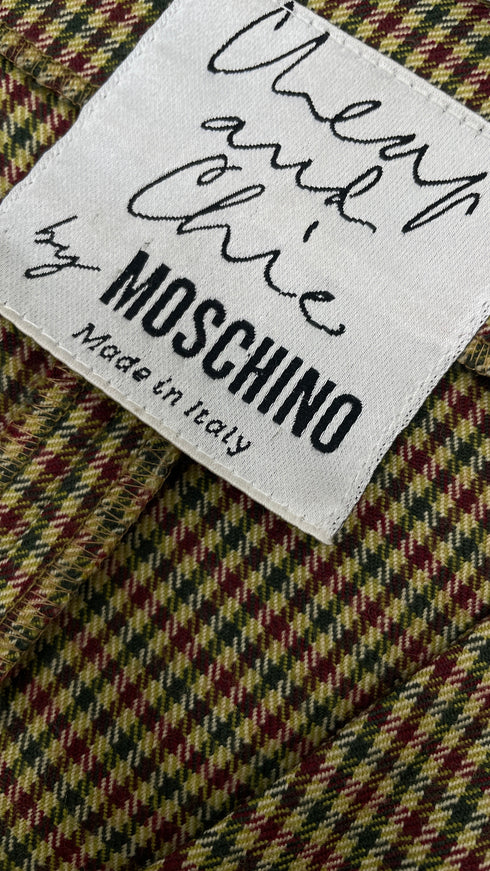 Cheap
and
Chic
by MOSCHINO
Made in Italy